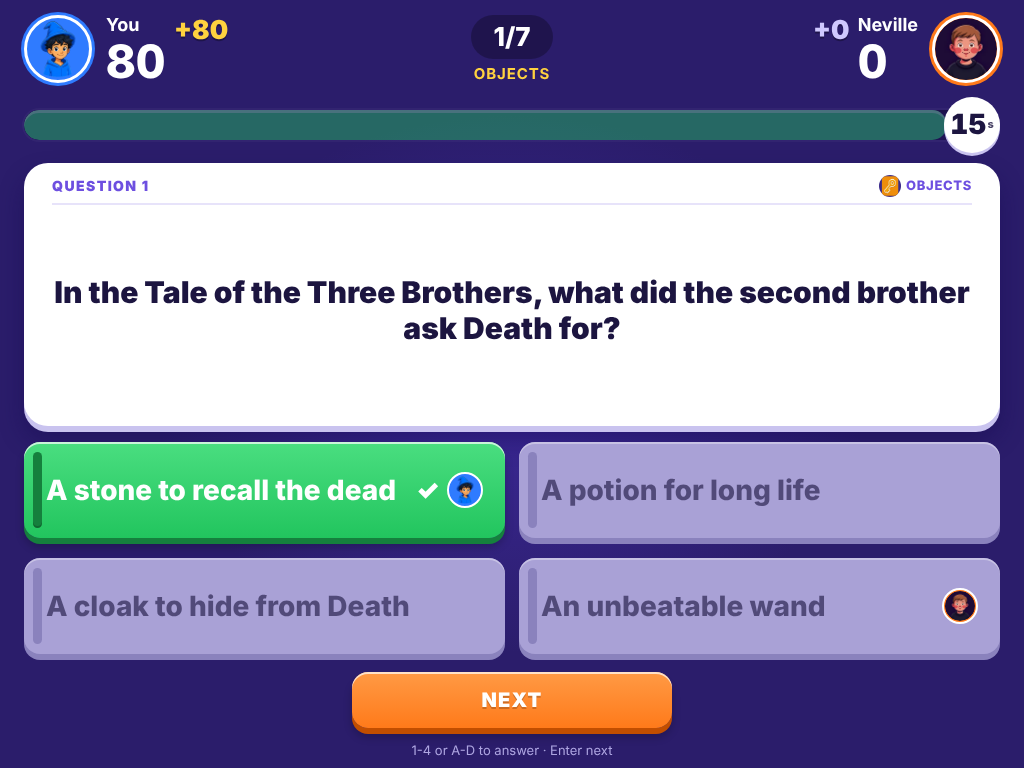 You
+80
80
1/7
OBJECTS
+0
Neville
0
15s
QUESTION 1
OBJECTS
In the Tale of the Three Brothers, what did the second brother
ask Death for?
A stone to recall the dead
A potion for long life
A cloak to hide from Death
An unbeatable wand
NEXT
1-4 or A-D to answer · Enter next